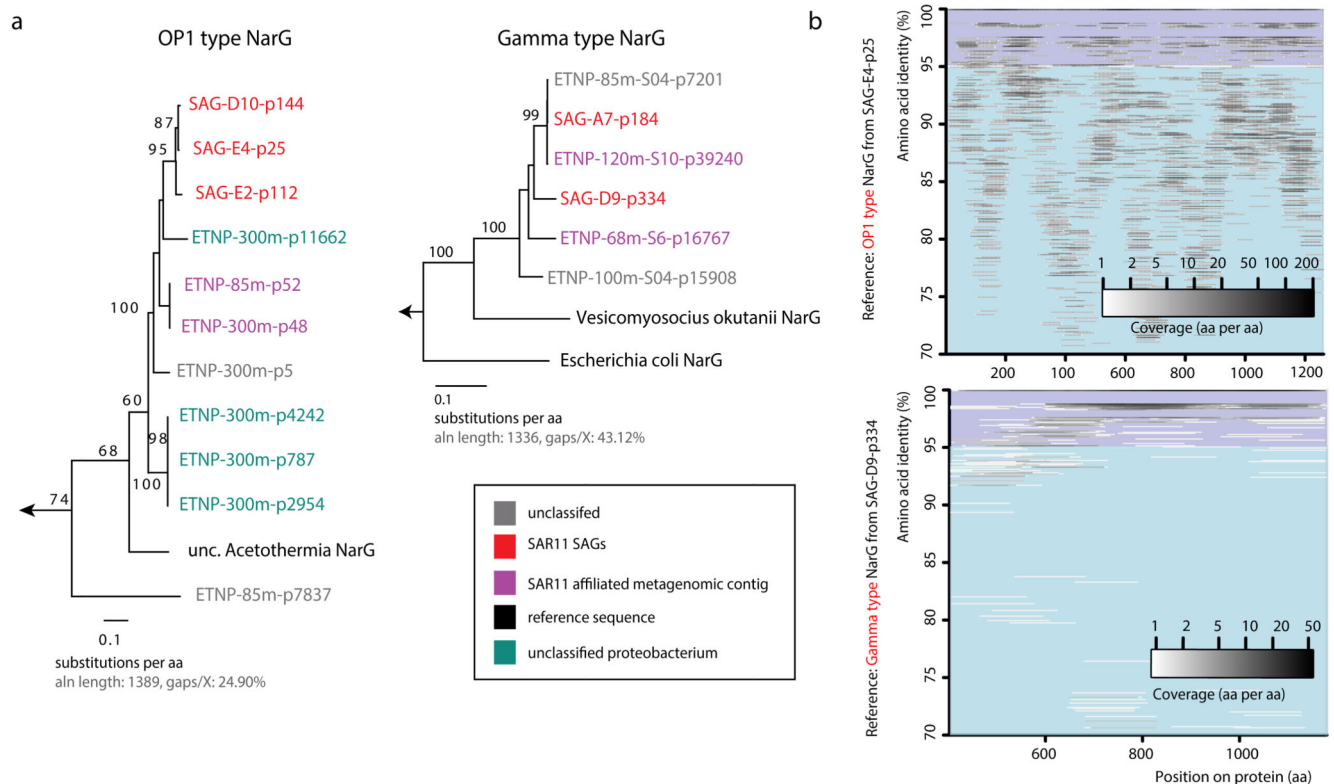 a
OP1 type NarG
87
95
SAG-D10-p144
SAG-E4-p25
SAG-E2-p112
ETNP-300m-p11662
ETNP-85m-p52
100
ETNP-300m-p48
ETNP-300m-p5
60
ETNP-300m-p4242
98
68
ETNP-300m-p787
100
74
ETNP-300m-p2954
unc. Acetothermia NarG
ETNP-85m-p7837
0.1
substitutions per aa
aln length: 1389, gaps/X: 24.90%
Gamma type NarG
ETNP-85m-S04-p7201
99
SAG-A7-p184
ETNP-120m-S10-p39240
SAG-D9-p334
100
ETNP-68m-S6-p16767
100
ETNP-100m-S04-p15908
Vesicomyosocius okutanii NarG
Escherichia coli NarG
0.1
substitutions per aa
aln length: 1336, gaps/X: 43.12%
unclassifed
SAR11 SAGs
SAR11 affiliated metagenomic contig
reference sequence
unclassified proteobacterium
b
Reference: OP1 type NarG from SAG-E4-p25
Amino acid identity (%)
100
95
90
85
80
75
70
1 2 5 10 20 50 100 200
Coverage (aa per aa)
200 100 600 800 1000 1200
Reference: Gamma type NarG from SAG-D9-p334
Amino acid identity (%)
100
95
90
85
80
75
70
1 2 5 10 20 50
Coverage (aa per aa)
600 800 1000
Position on protein (aa)